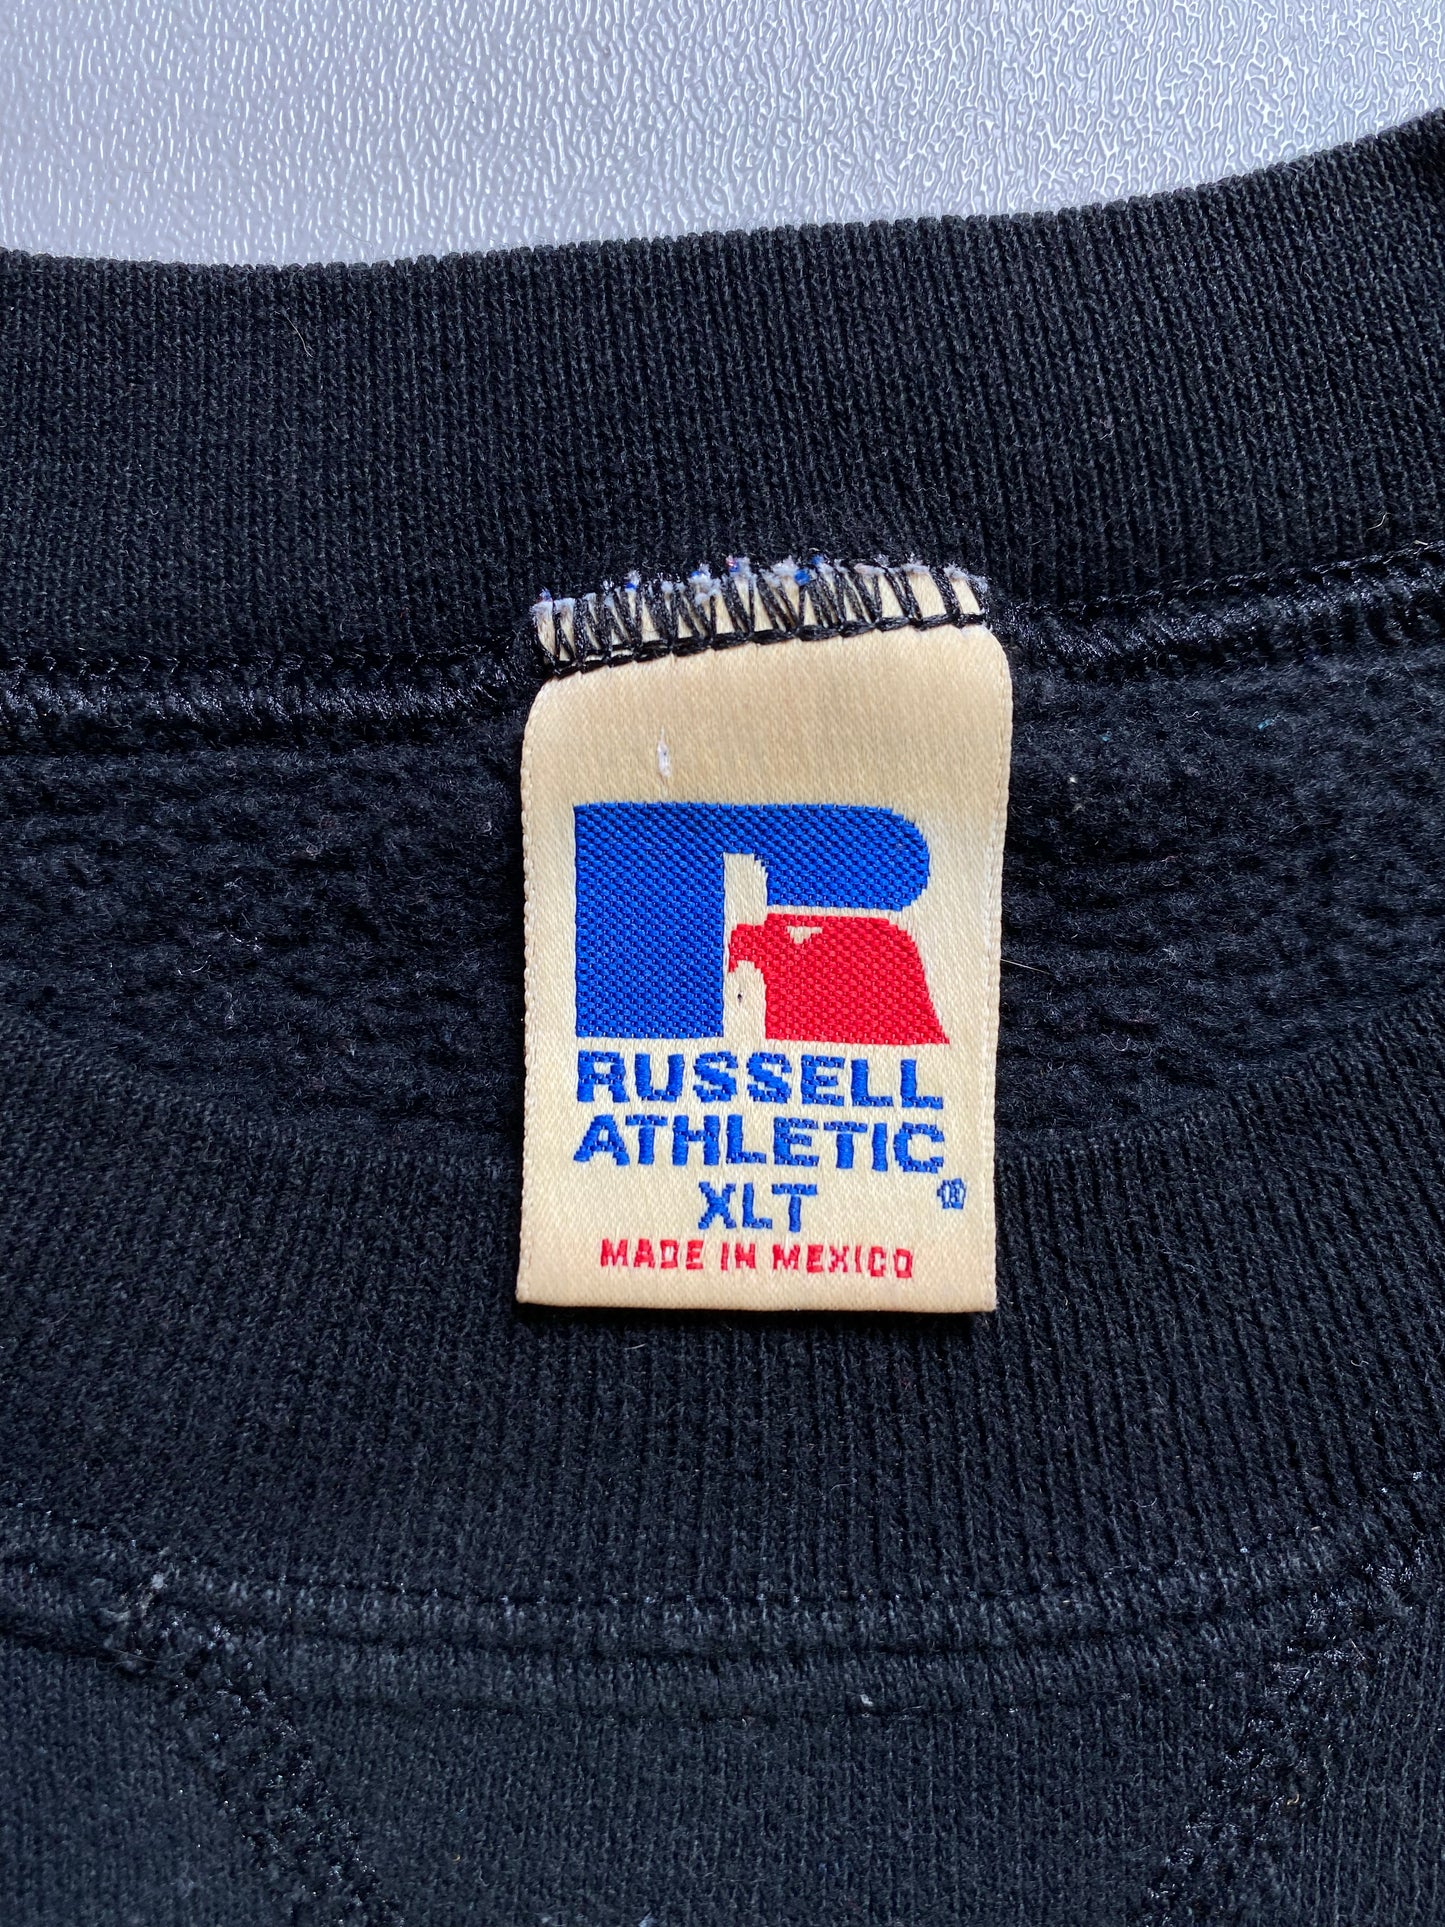 R
RUSSELL
ATHLETIC
®
XLT
MADE IN MEXICO